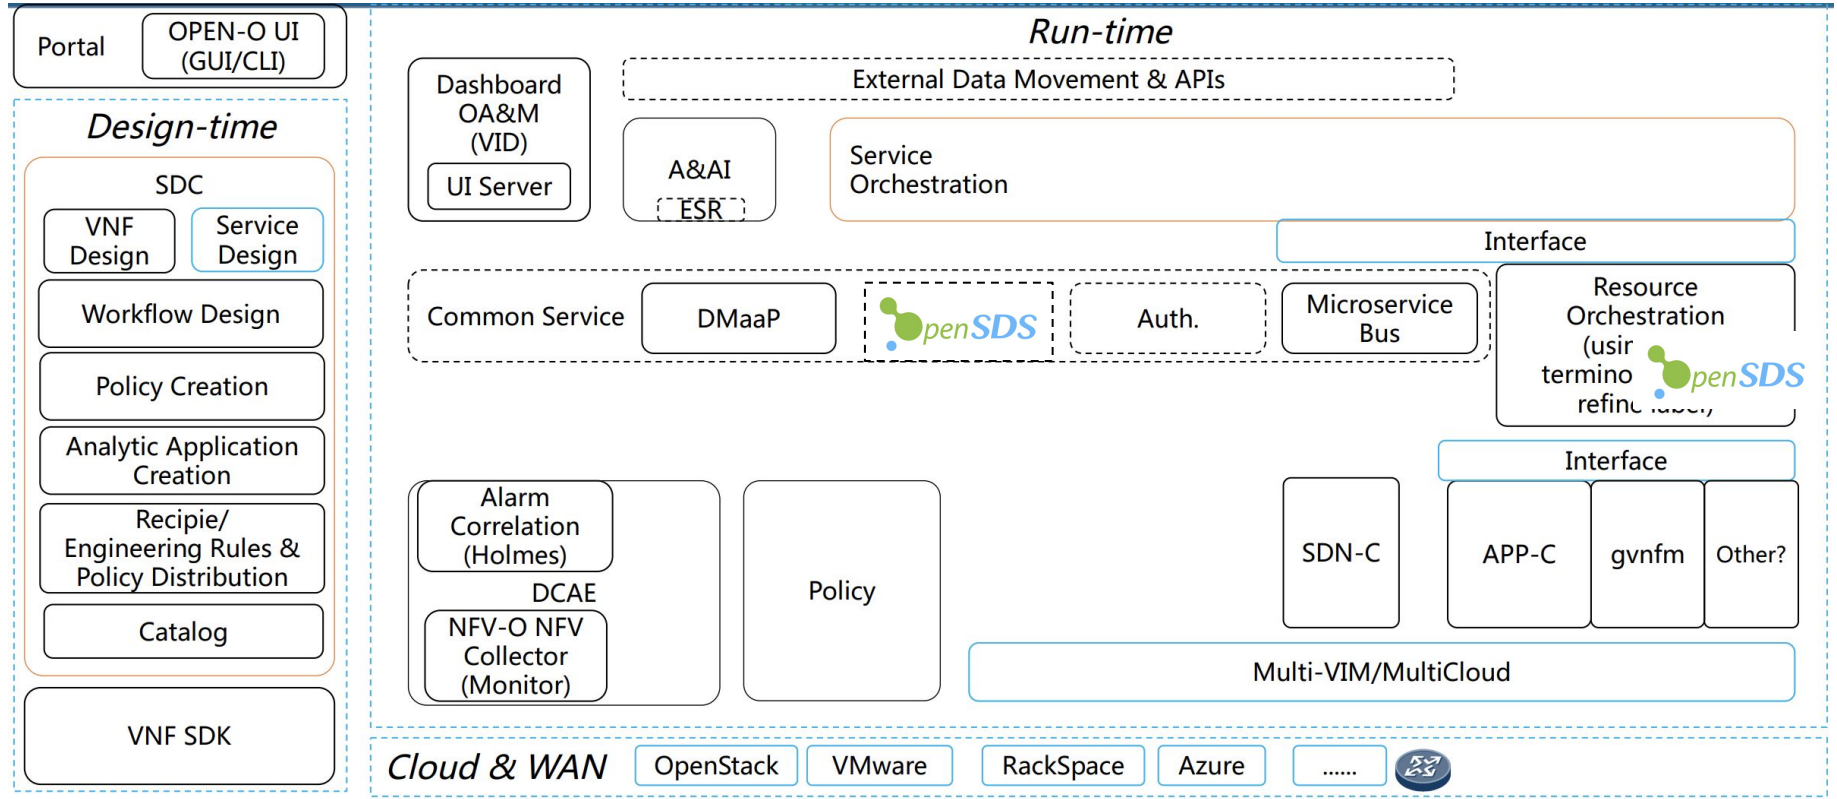 Portal
OPEN-O UI
(GUI/CLI)
Design-time
SDC
VNF
Design
Service
Design
Workflow Design
Policy Creation
Analytic Application
Creation
Recipie/
Engineering Rules &
Policy Distribution
Catalog
VNF SDK
Run-time
Dashboard
OA&M
(VID)
UI Server
External Data Movement & APIs
A&AI
ESR
Service
Orchestration
Interface
Common Service
DMaaP
OpenSDS
Auth.
Microservice
Bus
Resource
Orchestration
(usin
termino
OpenSDS
refine label)
Interface
Alarm
Correlation
(Holmes)
DCAE
NFV-O NFV
Collector
(Monitor)
Policy
SDN-C
APP-C
gvnfm
Other?
Multi-VIM/MultiCloud
Cloud & WAN
OpenStack
VMware
RackSpace
Azure
......